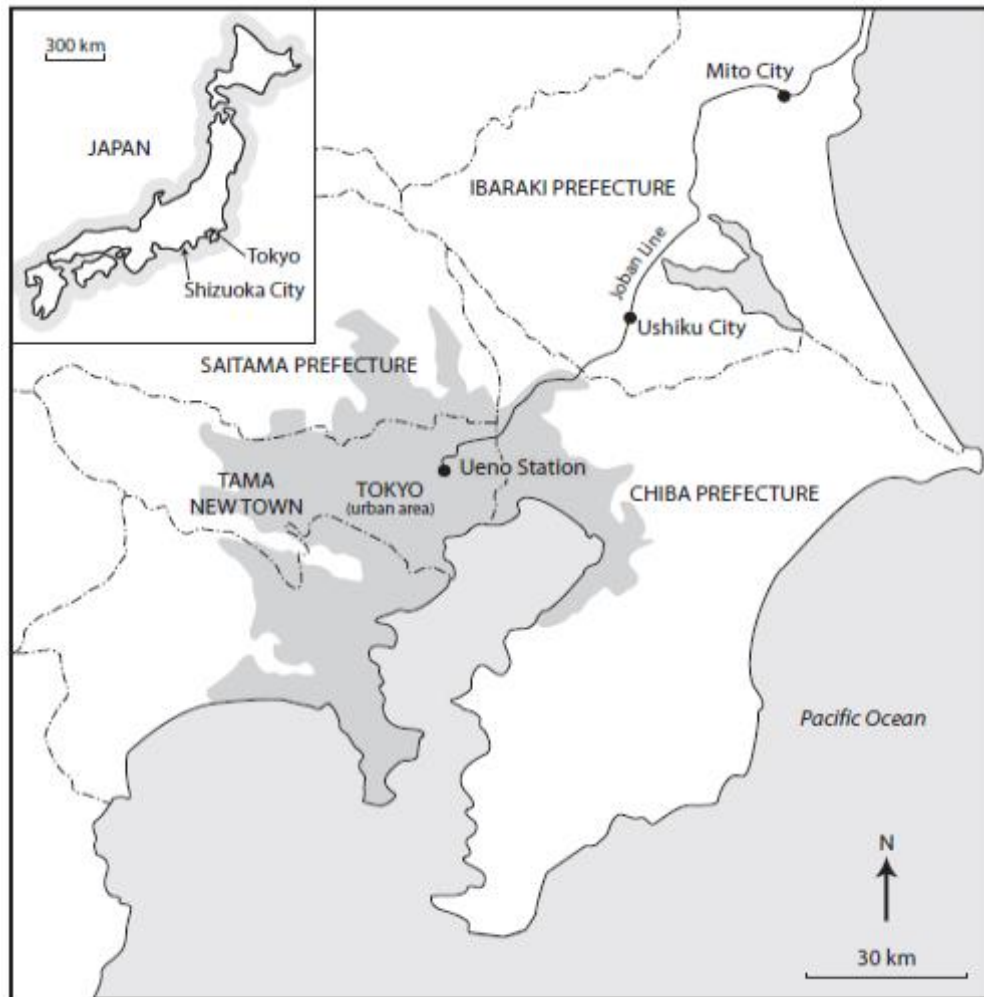 300 km
JAPAN
Tokyo
Shizuoka City
Mito City
IBARAKI PREFECTURE
Joban Line
Ushiku City
SAITAMA PREFECTURE
Ueno Station
TAMA
NEW TOWN
TOKYO
(urban area)
CHIBA PREFECTURE
Pacific Ocean
N
30 km